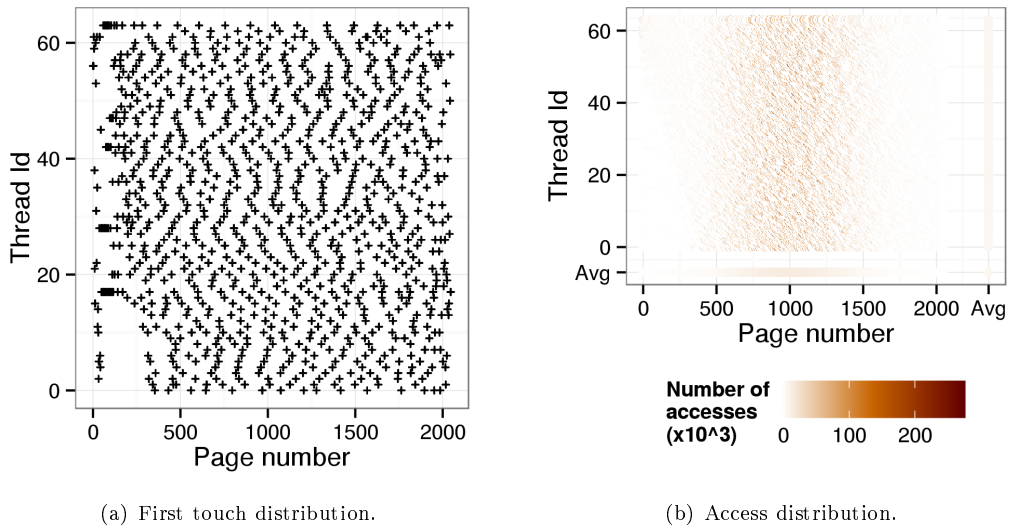 60
40
20
0
Thread Id
0 500 1000 1500 2000
Page number
(a) First touch distribution.
60
40
20
0
Avg
Thread Id
0 500 1000 1500 2000 Avg
Page number
Number of
accesses
(x10^3)
0 100 200
(b) Access distribution.